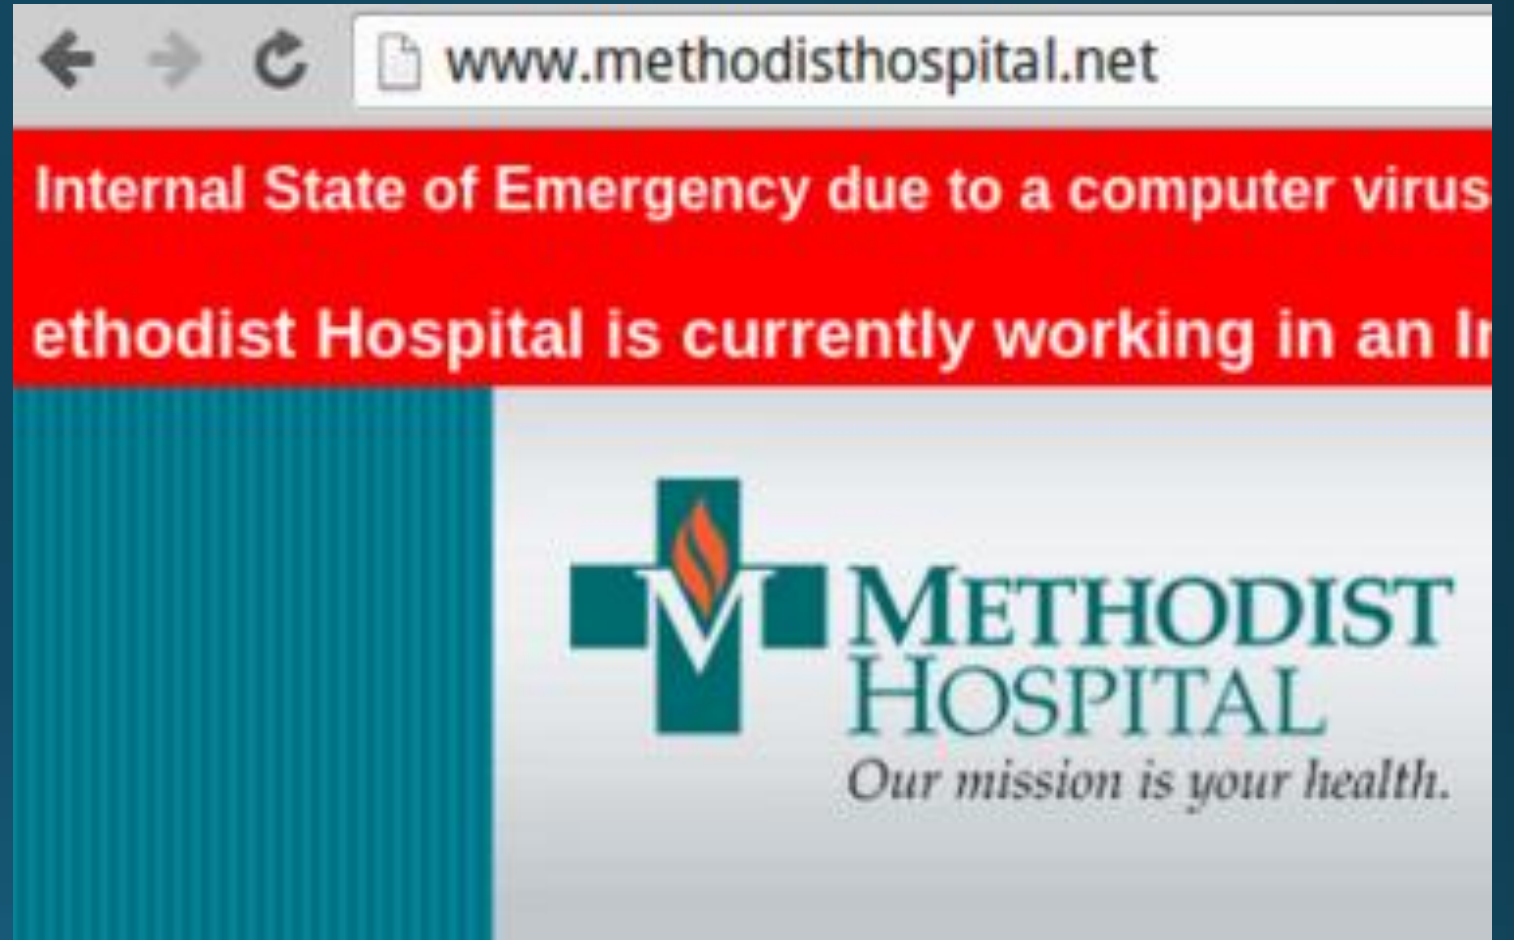 www.methodisthospital.net
Internal State of Emergency due to a computer virus
ethodist Hospital is currently working in an
METHODIST
HOSPITAL
Our mission is your health.